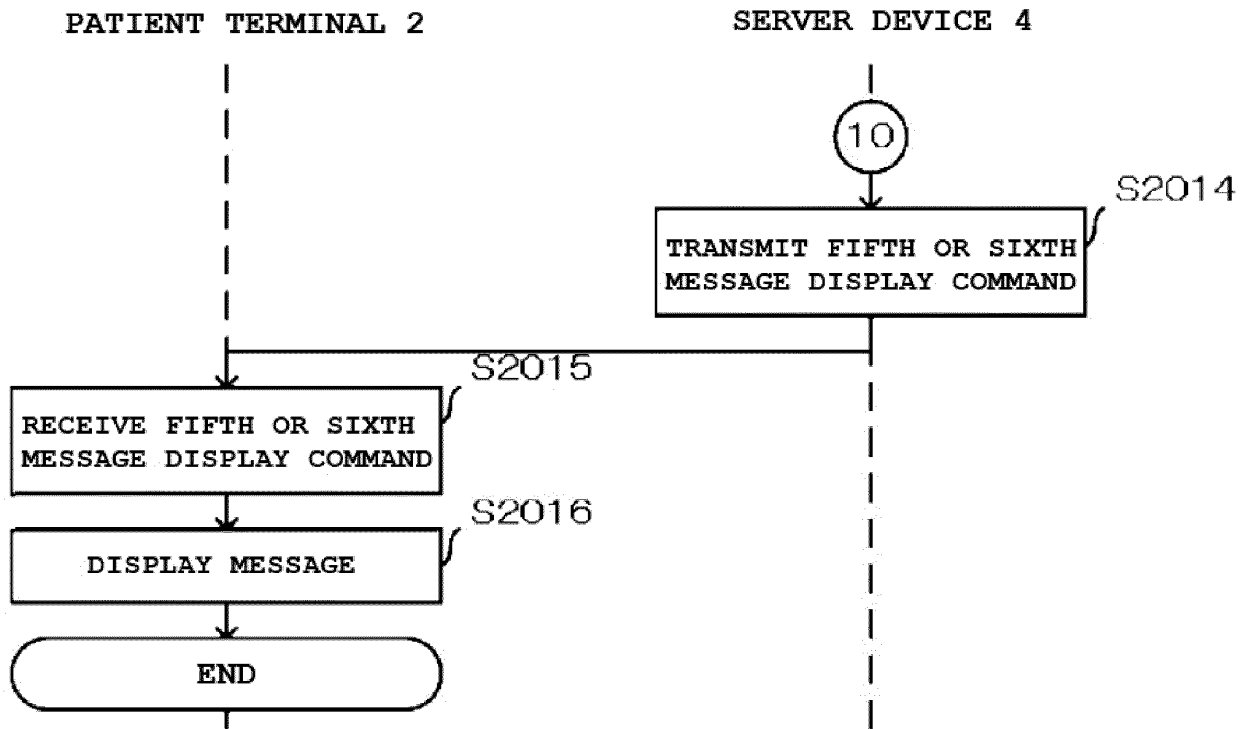 PATIENT TERMINAL 2
SERVER DEVICE 4
10
S2014
TRANSMIT FIFTH OR SIXTH
MESSAGE DISPLAY COMMAND
S2015
RECEIVE FIFTH OR SIXTH
MESSAGE DISPLAY COMMAND
S2016
DISPLAY MESSAGE
END